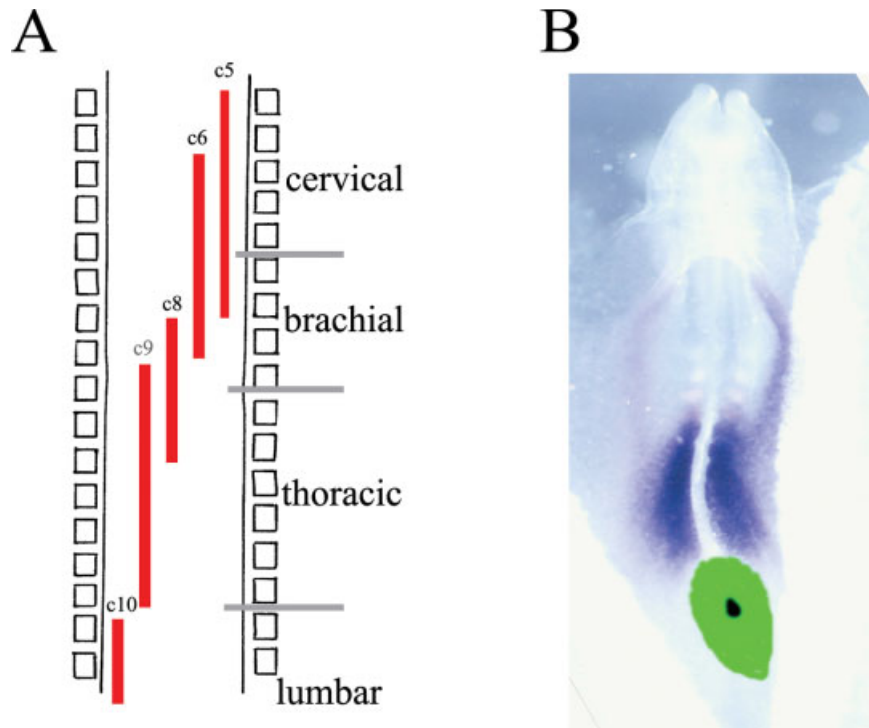 A
B
c5
c6
cervical
c8
brachial
c9
thoracic
c10
lumbar